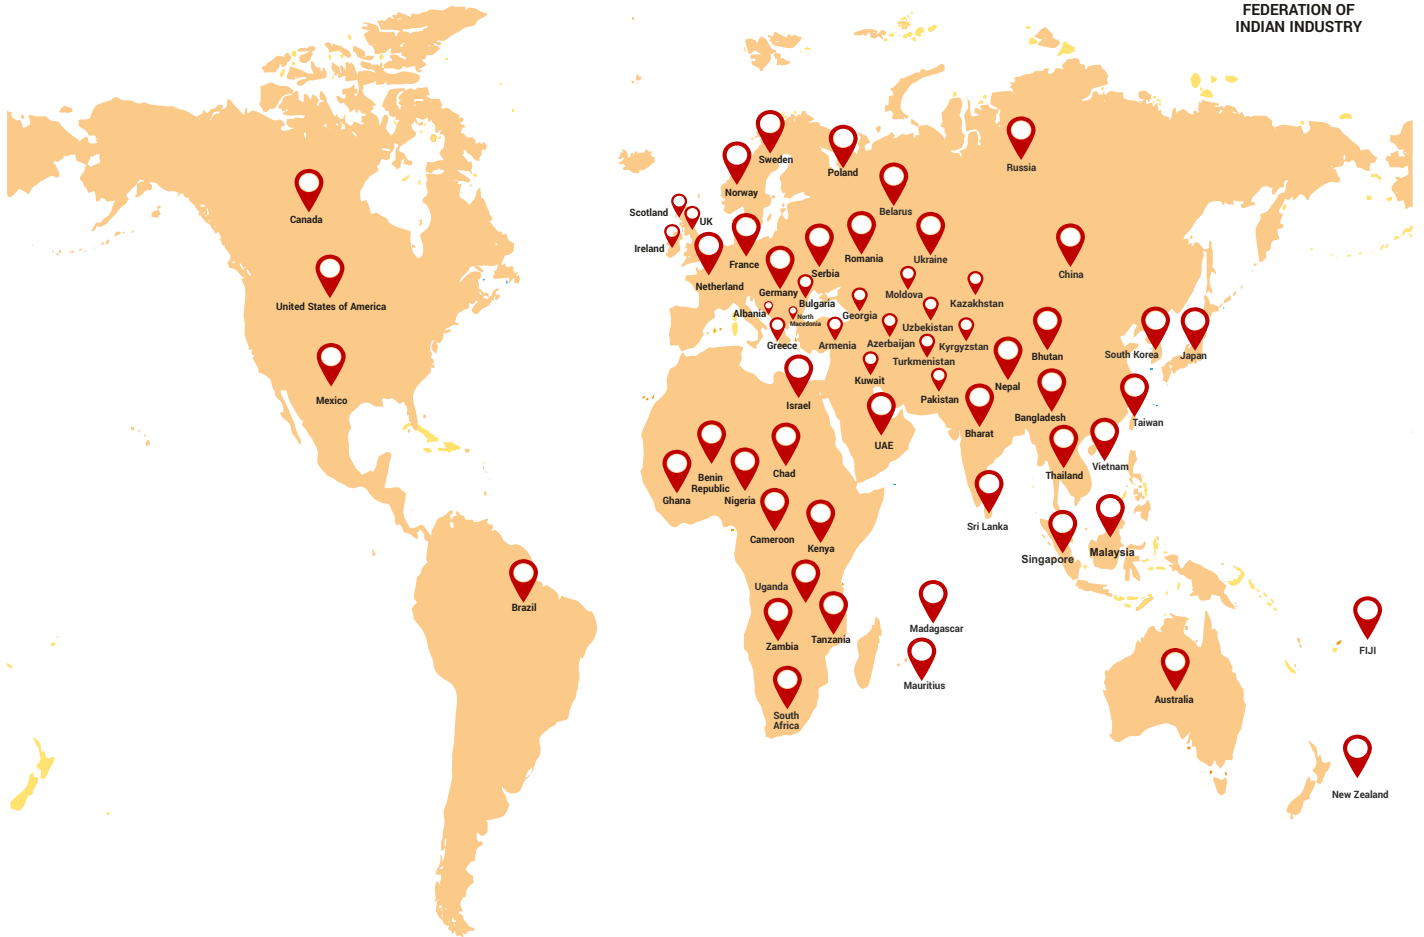 FEDERATION OF
INDIAN INDUSTRY
Sweden
Poland
Russia
Norway
Scotland
UK
Belarus
Canada
Ireland
France
Serbia
Romania
Ukraine
China
Netherland
Germany
Moldova
Kazakhstan
United States of America
Bulgaria
Albania
North
Macedonia
Georgia
Uzbekistan
Greece
Armenia
Azerbaijan
Kyrgyzstan
Turkmenistan
Bhutan
South Korea
Japan
Kuwait
Nepal
Mexico
Israel
Pakistan
Bangladesh
Taiwan
UAE
Bharat
Chad
Benin
Republic
Vietnam
Thailand
Ghana
Nigeria
Sri Lanka
Cameroon
Kenya
Singapore
Malaysia
Uganda
Brazil
Madagascar
Tanzania
Zambia
FIJI
Mauritius
Australia
South
Africa
New Zealand